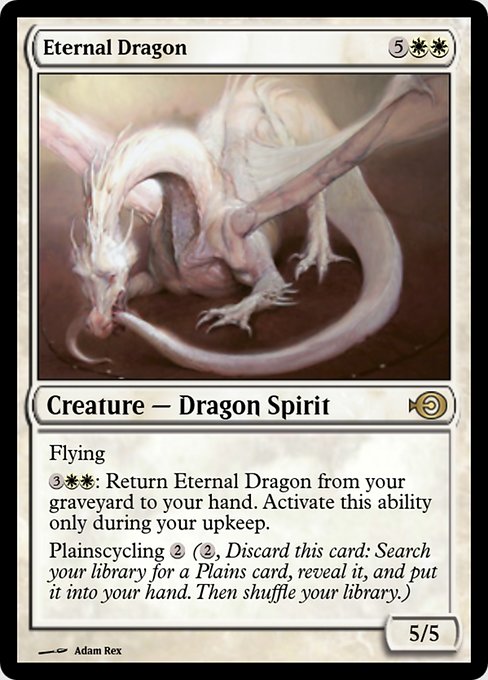 Eternal Dragon 5
Creature — Dragon Spirit
Flying
3: Return Eternal Dragon from your
graveyard to your hand. Activate this ability
only during your upkeep.
Plainscycling 2 (2, Discard this card: Search
your library for a Plains card, reveal it, and put
it into your hand. Then shuffle your library.)
5/5
Adam Rex